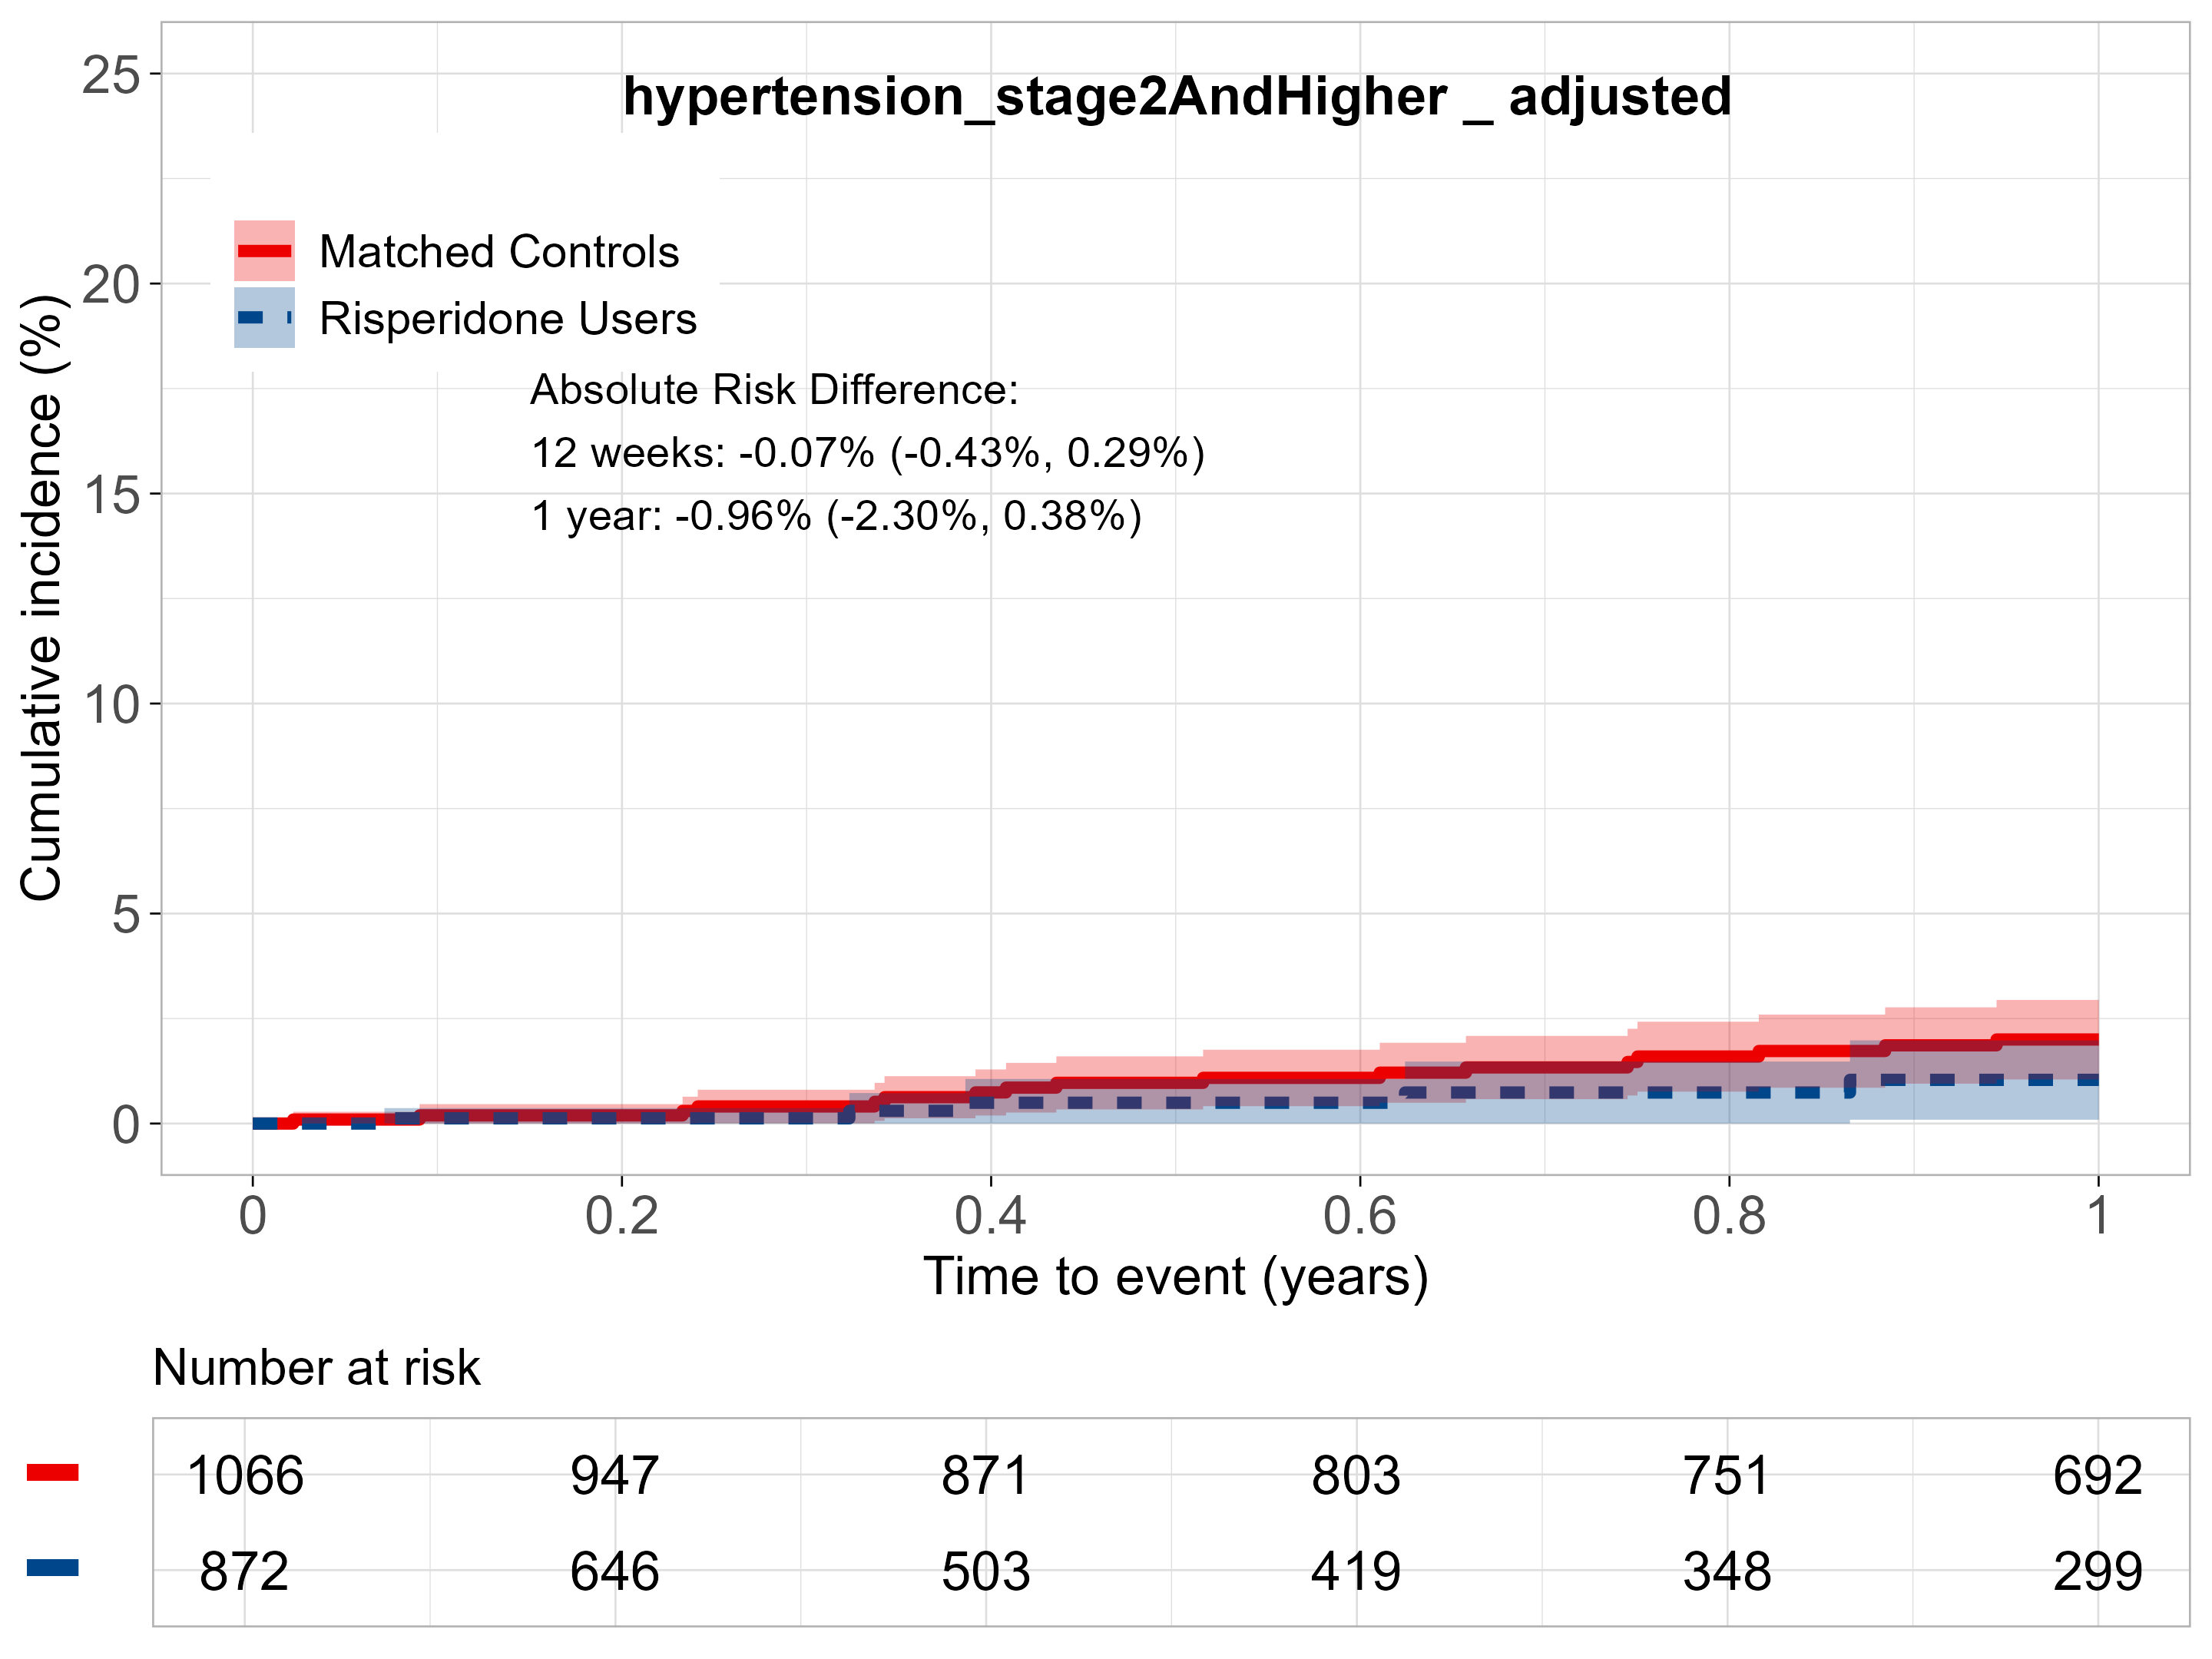 hypertension_stage2AndHigher _ adjusted
Matched Controls
Risperidone Users
Absolute Risk Difference:
12 weeks: -0.07% (-0.43%, 0.29%)
1 year: -0.96% (-2.30%, 0.38%)
Cumulative incidence (%)
25
20
15
10
5
0
0 0.2 0.4 0.6 0.8 1
Time to event (years)
Number at risk
1066 947 871 803 751 692
872 646 503 419 348 299